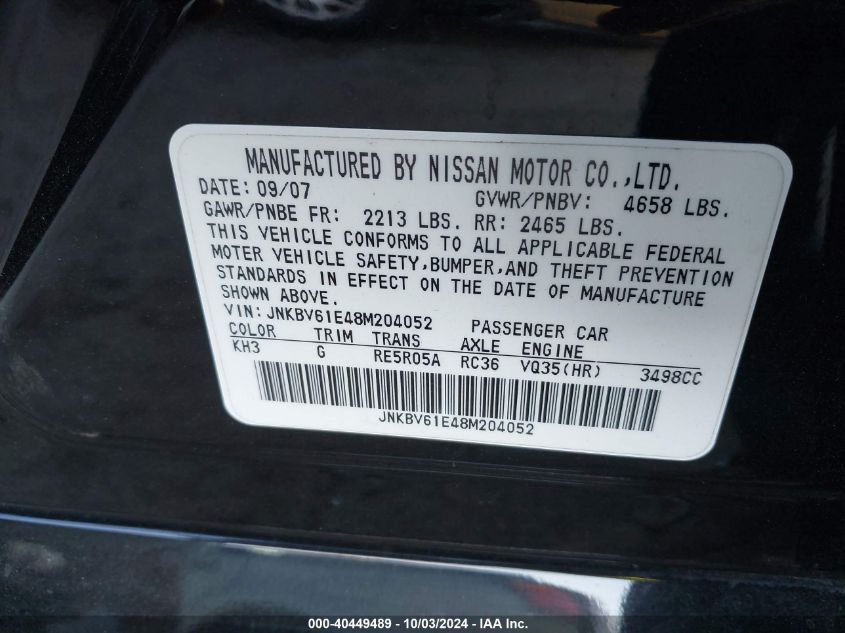 MANUFACTURED BY NISSAN MOTOR CO.,LTD.
DATE: 09/07 GVWR/PNBV: 4658 LBS.
GAWR/PNBE FR: 2213 LBS. RR: 2465 LBS.
THIS VEHICLE CONFORMS TO ALL APPLICABLE FEDERAL
MOTER VEHICLE SAFETY,BUMPER,AND THEFT PREVENTION
STANDARDS IN EFFECT ON THE DATE OF MANUFACTURE
SHOWN ABOVE.
VIN: JNKBV61E48M204052 PASSENGER CAR
COLOR TRIM TRANS AXLE ENGINE
KH3 G RE5R05A RC36 VQ35(HR) 3498CC
JNKBV61E48M204052
000-40449489 - 10/03/2024 - IAA Inc.